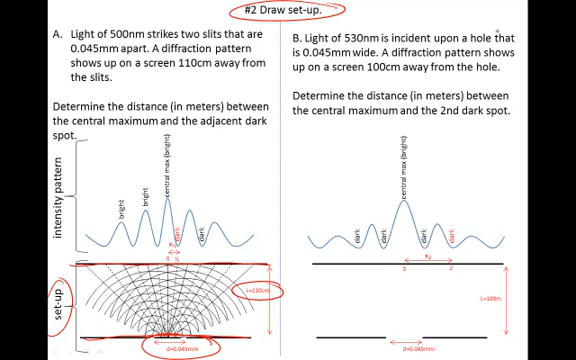 #2 Draw set-up.
A. Light of 500nm strikes two slits that are
0.045mm apart. A diffraction pattern
shows up on a screen 110cm away from
the slits.
Determine the distance (in meters) between
the central maximum and the adjacent dark
spot.
intensity pattern
bright
bright
central max (bright)
dark
dark
x
0
½
set-up
L=110cm
d=0.045mm
B. Light of 530nm is incident upon a hole that
is 0.045mm wide. A diffraction pattern shows
up on a screen 100cm away from the hole.
Determine the distance (in meters) between
the central maximum and the 2nd dark spot.
central max (bright)
dark
dark
dark
dark
x₂
0
2
L=100m
d=0.045mm